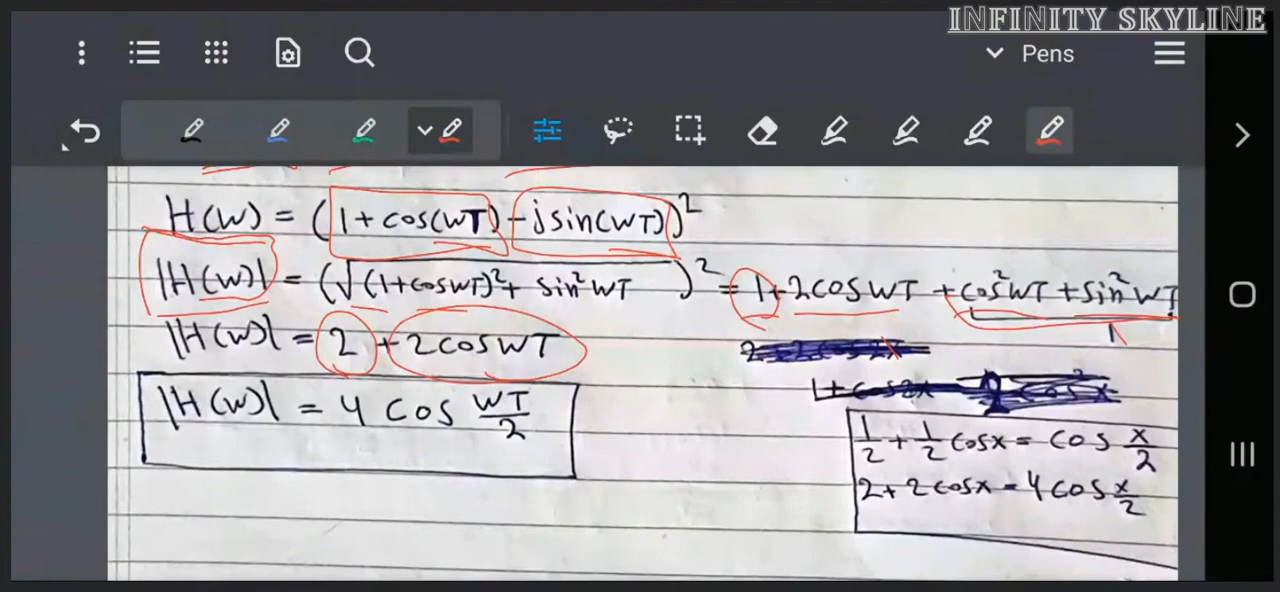 INFINITY SKYLINE
Pens
H(W) = (1+cos(WT) - jsin(WT))²
|H(W)| = (√(1+cosWT)² + sin²WT)² = 1+2cosWT + cos²WT + sin²WT
1
|H(W)| = 2 + 2cosWT
|H(W)| = 4 cos WT/2
1/2 + 1/2 cosx = cos x/2
2+2cosx = 4cos x/2